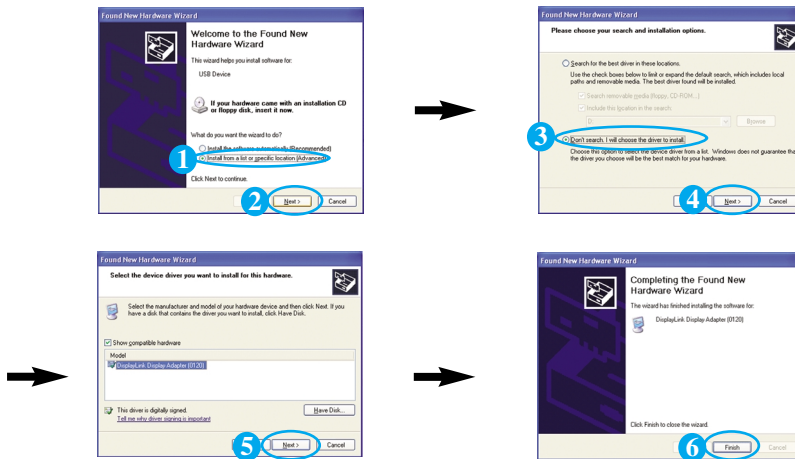 Found New Hardware Wizard
Welcome to the Found New
Hardware Wizard
This wizard helps you install software for:
USB Device
If your hardware came with an installation CD
or floppy disk, insert it now.
What do you want the wizard to do?
Install the software automatically (Recommended)
1
Install from a list or specific location (Advanced)
Click Next to continue.
2
Next >
Cancel
Found New Hardware Wizard
Please choose your search and installation options.
Search for the best driver in these locations.
Use the check boxes below to limit or expand the default search, which includes local
paths and removable media. The best driver found will be installed.
Search removable media (floppy, CD-ROM...)
Include this location in the search:
D:
Browse
3
Don't search. I will choose the driver to install.
Choose this option to select the device driver from a list. Windows does not guarantee tha
the driver you choose will be the best match for your hardware.
4
Next >
Cancel
Found New Hardware Wizard
Select the device driver you want to install for this hardware.
Select the manufacturer and model of your hardware device and then click Next. If you
have a disk that contains the driver you want to install, click Have Disk.
Show compatible hardware
Model
DisplayLink Display Adapter (0120)
This driver is digitally signed.
Have Disk...
Tell me why driver signing is important
5
Next >
Cancel
Found New Hardware Wizard
Completing the Found New
Hardware Wizard
The wizard has finished installing the software for:
DisplayLink Display Adapter (0120)
Click Finish to close the wizard.
6
Finish
Cancel